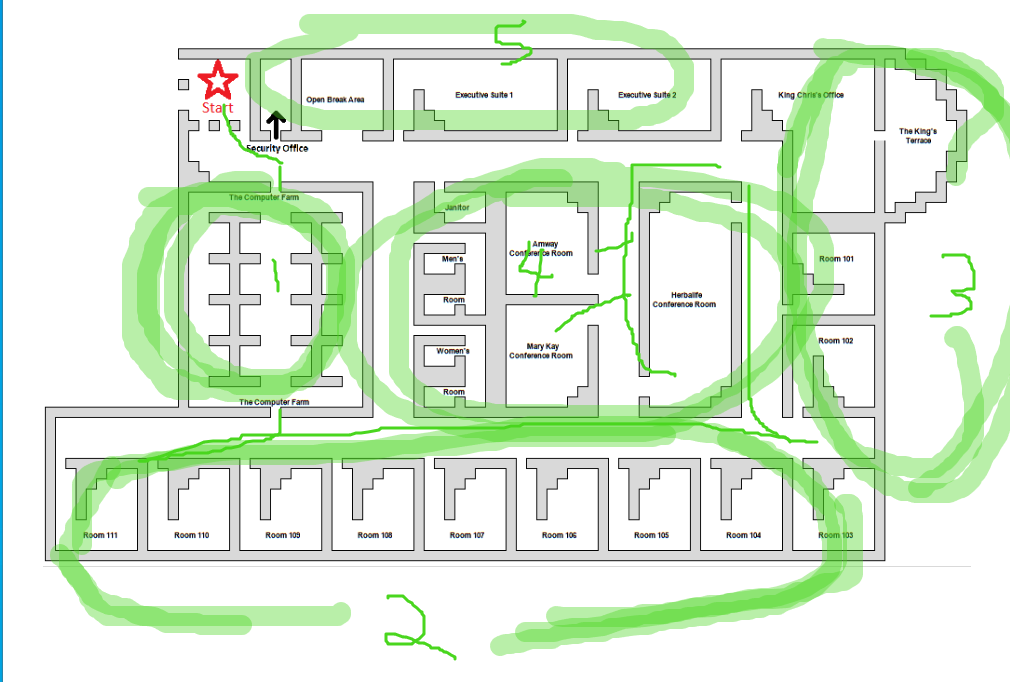 5
Start
Open Break Area
Executive Suite 1
Executive Suite 2
King Chris's Office
The King's
Terrace
Security Office
The Computer Farm
Janitor
Men's
Room
Women's
Room
Amway
Conference Room
4
Mary Kay
Conference Room
Herbalife
Conference Room
1
Room 101
3
Room 102
The Computer Farm
Room 111
Room 110
Room 109
Room 108
Room 107
Room 106
Room 105
Room 104
Room 103
2